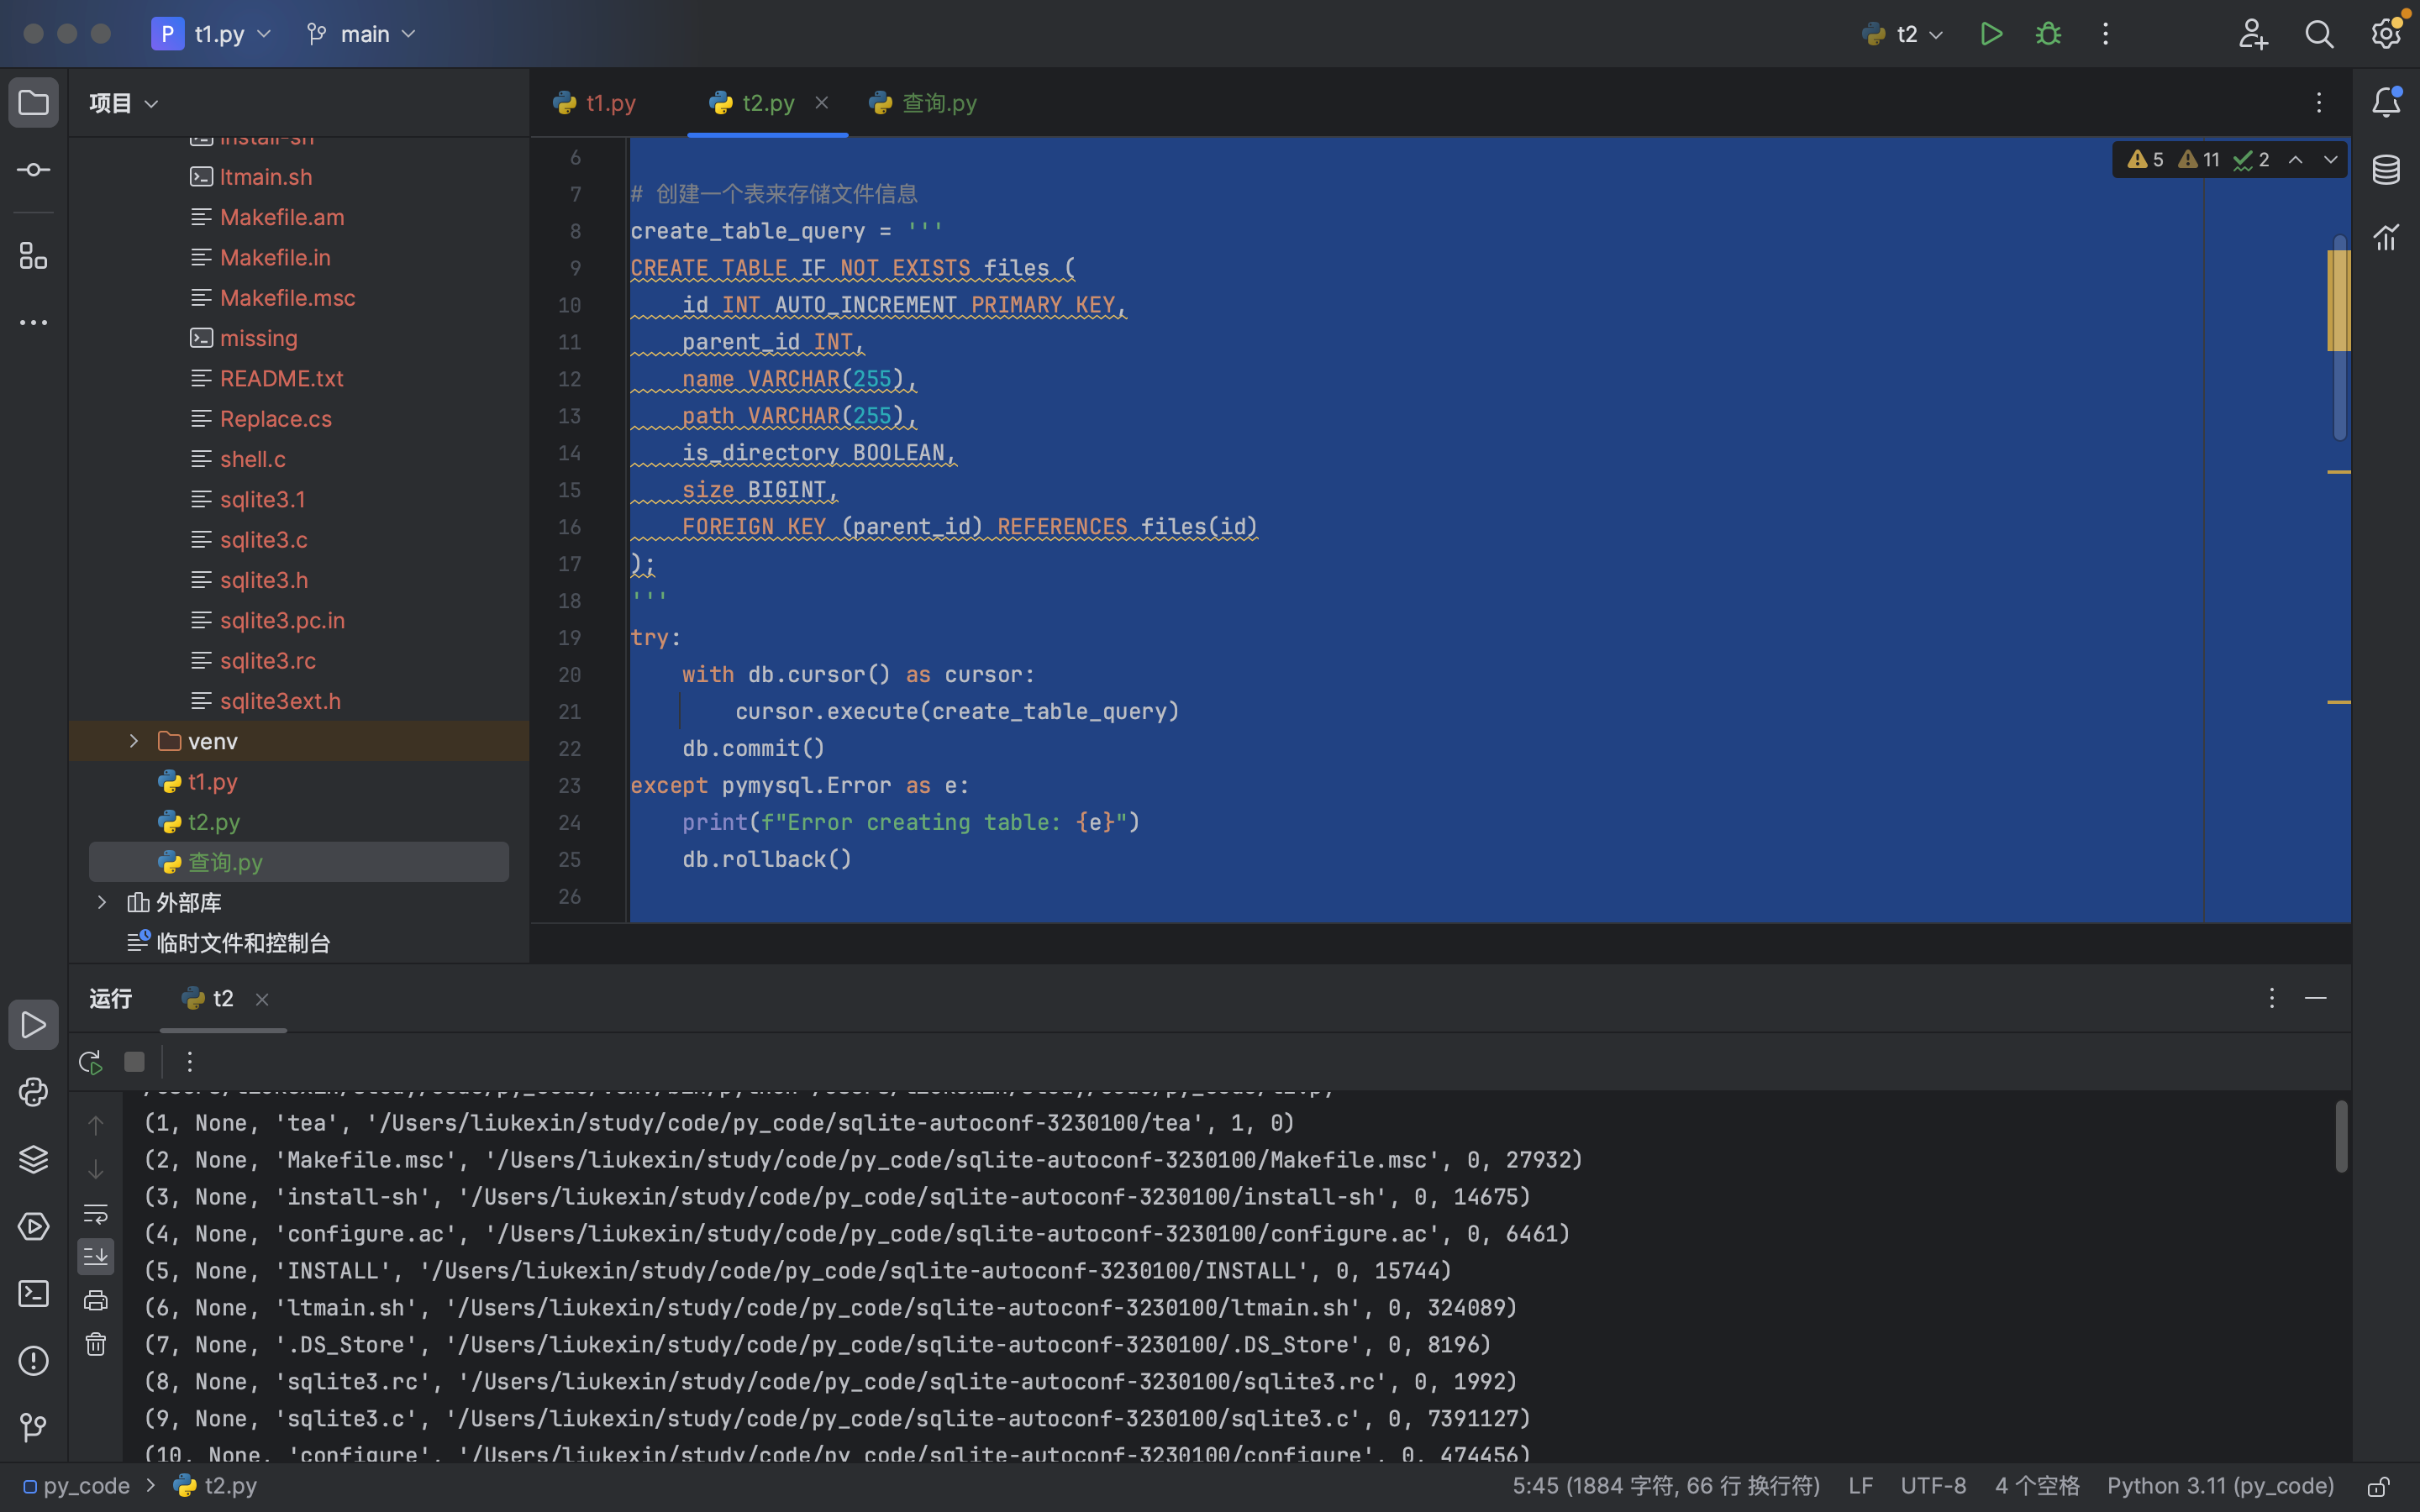 P t1.py main t2
项目
t1.py t2.py 查询.py
install-sh
ltmain.sh
Makefile.am
Makefile.in
Makefile.msc
missing
README.txt
Replace.cs
shell.c
sqlite3.1
sqlite3.c
sqlite3.h
sqlite3.pc.in
sqlite3.rc
sqlite3ext.h
venv
t1.py
t2.py
查询.py
外部库
临时文件和控制台
5 11 2
6
7 # 创建一个表来存储文件信息
8 create_table_query = '''
9 CREATE TABLE IF NOT EXISTS files (
10     id INT AUTO_INCREMENT PRIMARY KEY,
11     parent_id INT,
12     name VARCHAR(255),
13     path VARCHAR(255),
14     is_directory BOOLEAN,
15     size BIGINT,
16     FOREIGN KEY (parent_id) REFERENCES files(id)
17 );
18 '''
19 try:
20     with db.cursor() as cursor:
21         cursor.execute(create_table_query)
22     db.commit()
23 except pymysql.Error as e:
24     print(f"Error creating table: {e}")
25     db.rollback()
26
运行 t2
/Users/liukexin/study/code/py_code/venv/bin/python /Users/liukexin/study/code/py_code/t2.py
(1, None, 'tea', '/Users/liukexin/study/code/py_code/sqlite-autoconf-3230100/tea', 1, 0)
(2, None, 'Makefile.msc', '/Users/liukexin/study/code/py_code/sqlite-autoconf-3230100/Makefile.msc', 0, 27932)
(3, None, 'install-sh', '/Users/liukexin/study/code/py_code/sqlite-autoconf-3230100/install-sh', 0, 14675)
(4, None, 'configure.ac', '/Users/liukexin/study/code/py_code/sqlite-autoconf-3230100/configure.ac', 0, 6461)
(5, None, 'INSTALL', '/Users/liukexin/study/code/py_code/sqlite-autoconf-3230100/INSTALL', 0, 15744)
(6, None, 'ltmain.sh', '/Users/liukexin/study/code/py_code/sqlite-autoconf-3230100/ltmain.sh', 0, 324089)
(7, None, '.DS_Store', '/Users/liukexin/study/code/py_code/sqlite-autoconf-3230100/.DS_Store', 0, 8196)
(8, None, 'sqlite3.rc', '/Users/liukexin/study/code/py_code/sqlite-autoconf-3230100/sqlite3.rc', 0, 1992)
(9, None, 'sqlite3.c', '/Users/liukexin/study/code/py_code/sqlite-autoconf-3230100/sqlite3.c', 0, 7391127)
(10, None, 'configure', '/Users/liukexin/study/code/py_code/sqlite-autoconf-3230100/configure', 0, 474456)
py_code t2.py 5:45 (1884 字符, 66 行 换行符) LF UTF-8 4 个空格 Python 3.11 (py_code)